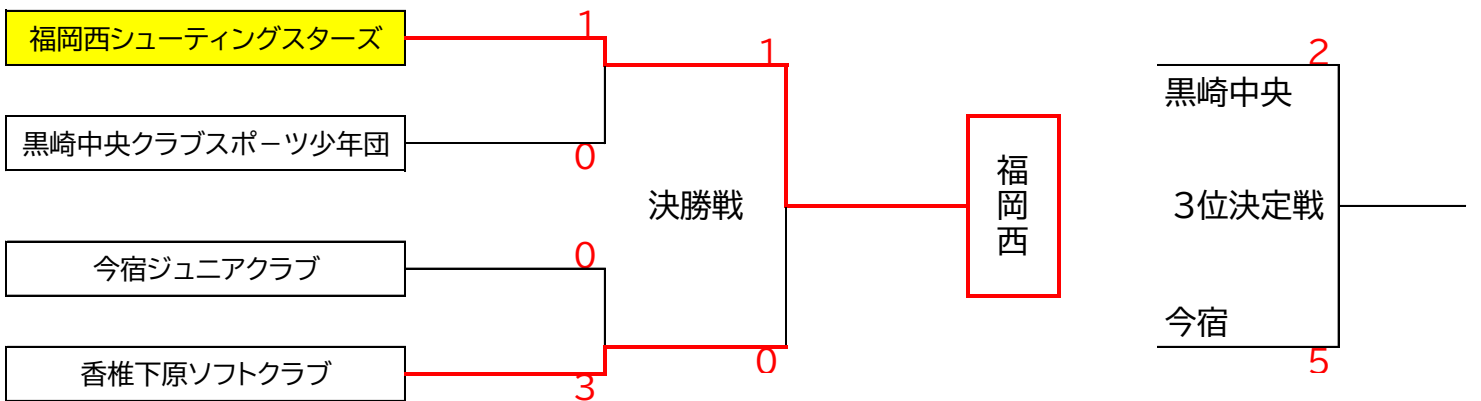 福岡西シューティングスターズ
1
1
2
黒崎中央
黒崎中央クラブスポーツ少年団
0
福岡西
決勝戦
3位決定戦
今宿ジュニアクラブ
0
今宿
香椎下原ソフトクラブ
3
0
5